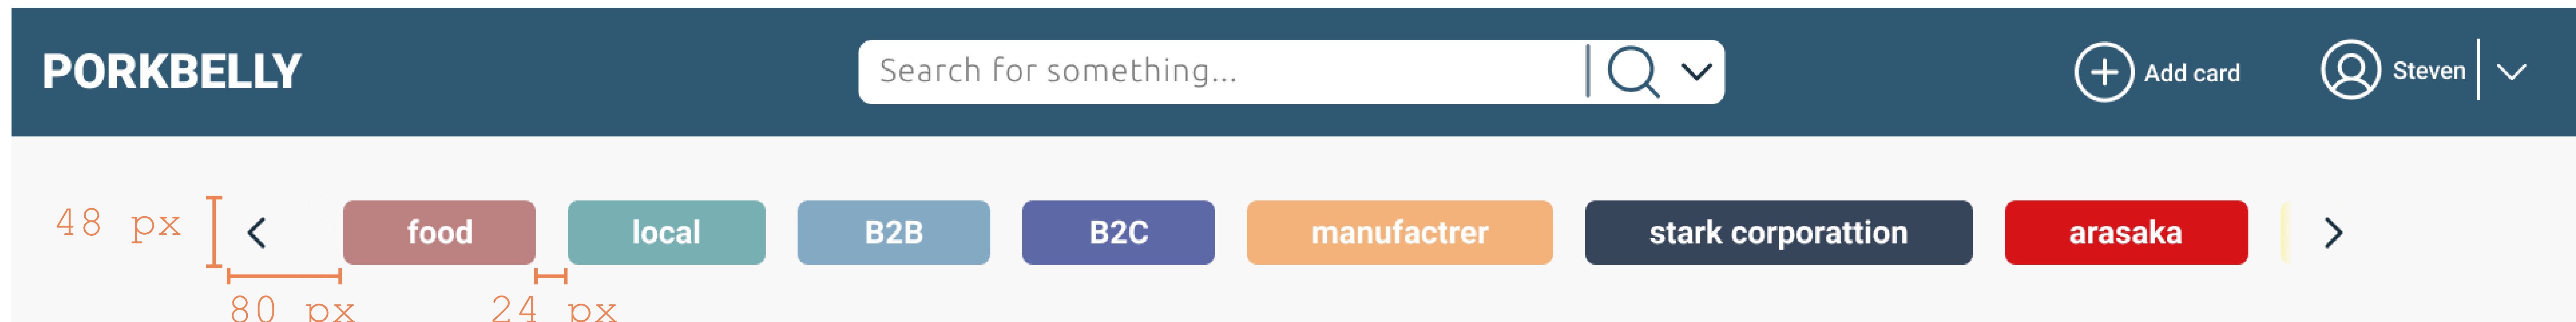 PORKBELLY Search for something... Add card Steven
48 px food local B2B B2C manufactrer stark corporattion arasaka
80 px 24 px